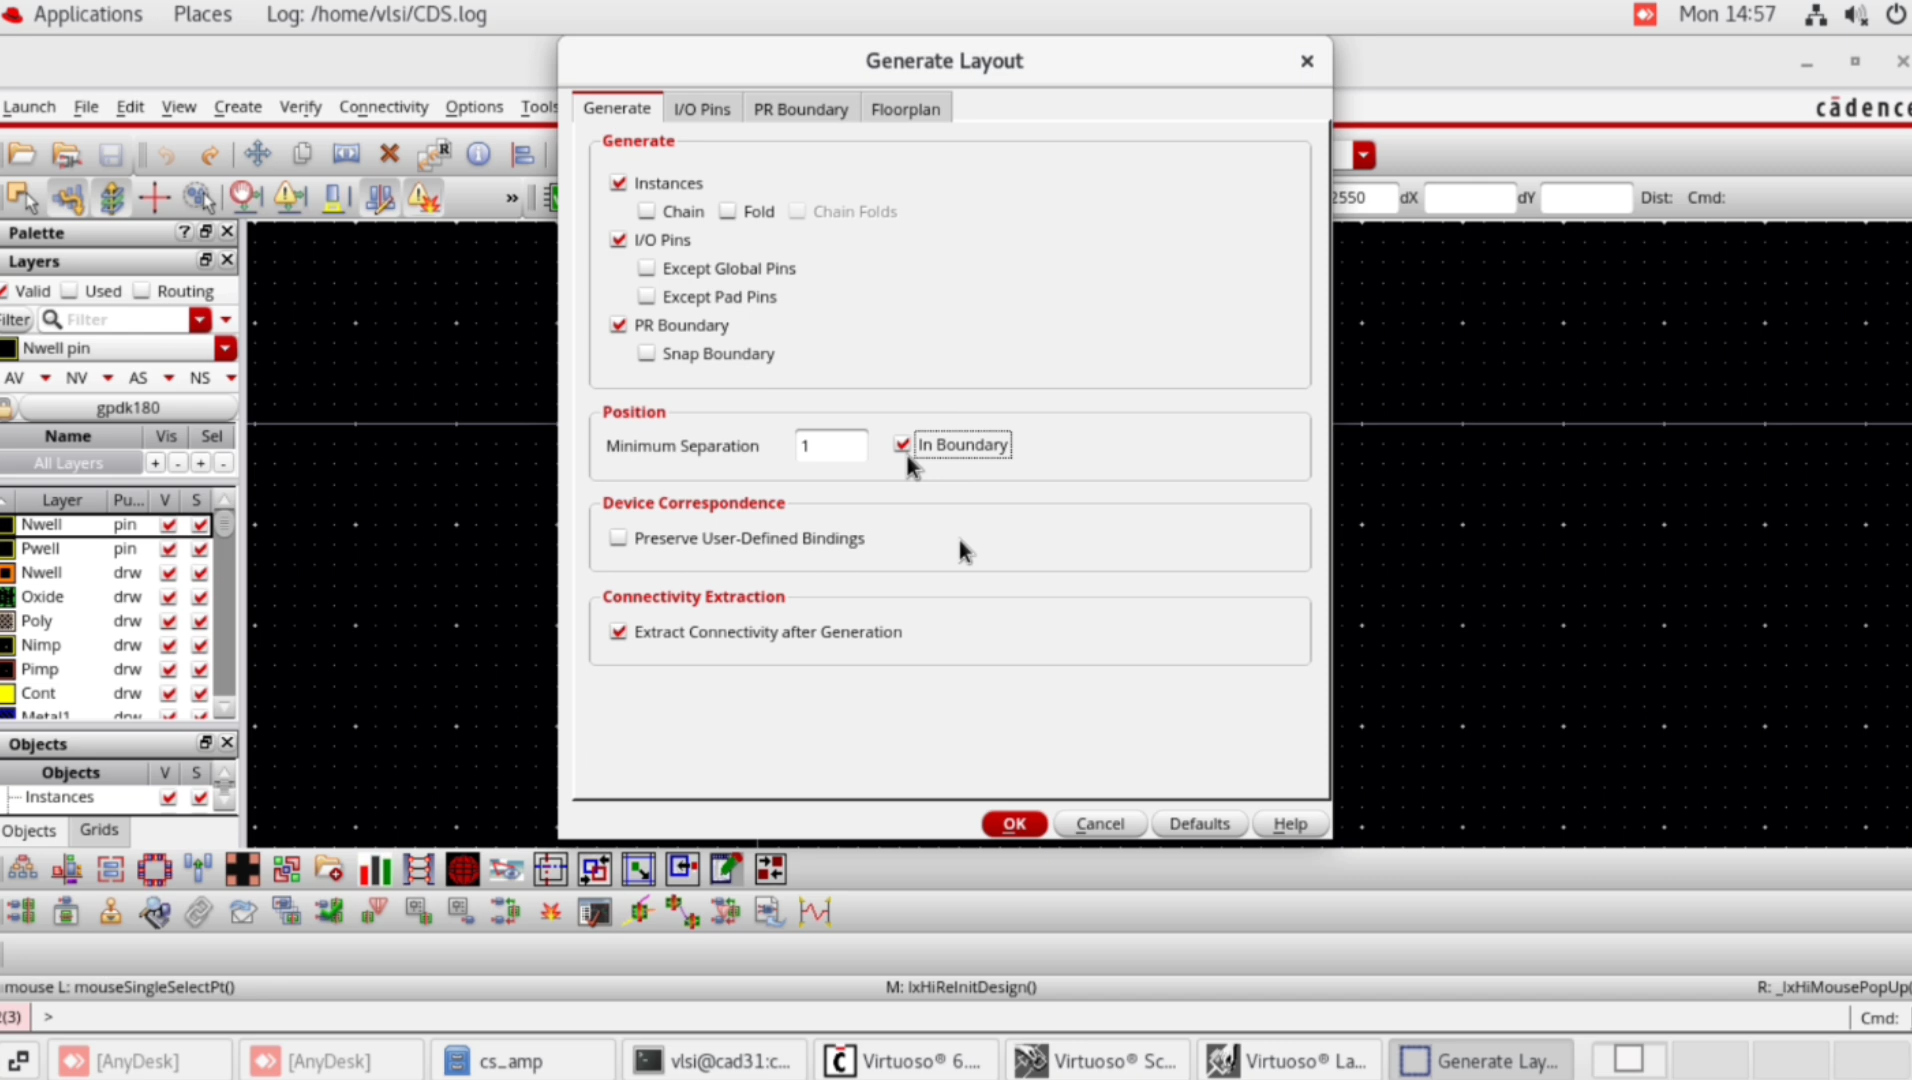 Applications Places Log: /home/vlsi/CDS.log Mon 14:57
Generate Layout
Launch File Edit View Create Verify Connectivity Options Tools
cādence
Generate I/O Pins PR Boundary Floorplan
Generate
Instances
Chain Fold Chain Folds
I/O Pins
Except Global Pins
Except Pad Pins
PR Boundary
Snap Boundary
Position
Minimum Separation 1 In Boundary
Device Correspondence
Preserve User-Defined Bindings
Connectivity Extraction
Extract Connectivity after Generation
OK Cancel Defaults Help
2550 dX dY Dist: Cmd:
Palette ?
Layers
Valid Used Routing
Filter Filter
Nwell pin
AV NV AS NS
gpdk180
Name Vis Sel
All Layers + - + -
Layer Pu... V S
Nwell pin
Pwell pin
Nwell drw
Oxide drw
Poly drw
Nimp drw
Pimp drw
Cont drw
Metal1 drw
Objects
Objects V S
Instances
Objects Grids
mouse L: mouseSingleSelectPt() M: lxHiReInitDesign() R: _lxHiMousePopUp(
2(3) > Cmd:
[AnyDesk] [AnyDesk] cs_amp vlsi@cad31:c... Virtuoso® 6.... Virtuoso® Sc... Virtuoso® La... Generate Lay...